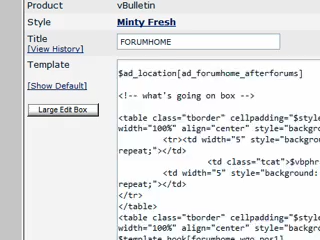 Product vBulletin
Style Minty Fresh
Title
[View History]
FORUMHOME
Template
[Show Default]
Large Edit Box
$ad_location[ad_forumhome_afterforums]
<!-- what's going on box -->
<table class="tborder" cellpadding="$style
width="100%" align="center" style="backgro
<tr><td width="5" style="backgroun
repeat;"></td>
<td class="tcat">$vbphr
<td width="5" style="background:
repeat;"></td>
</tr>
</table>
<table class="tborder" cellpadding="$style
width="100%" align="center" style="backgro